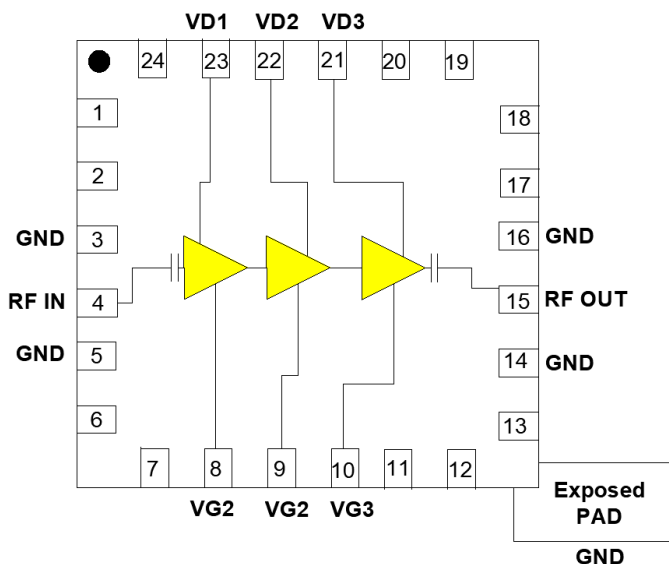 VD1 VD2 VD3
24 23 22 21 20 19
1 18
2 17
GND 3 16 GND
RF IN 4 15 RF OUT
GND 5 14 GND
6 13
7 8 9 10 11 12
VG2 VG2 VG3
Exposed
PAD
GND